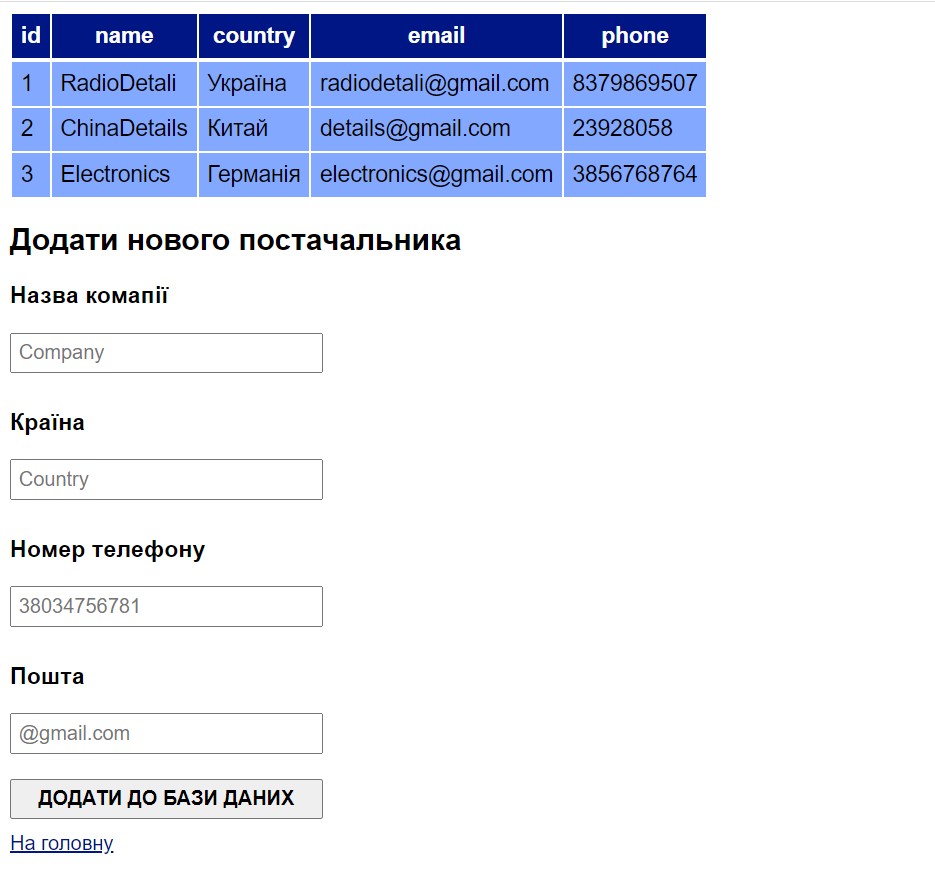 id name country email phone
1 RadioDetali Україна radiodetali@gmail.com 8379869507
2 ChinaDetails Китай details@gmail.com 23928058
3 Electronics Германія electronics@gmail.com 3856768764
Додати нового постачальника
Назва компaії
Company
Країна
Country
Номер телефону
38034756781
Пошта
@gmail.com
ДОДАТИ ДО БАЗИ ДАНИХ
На головну